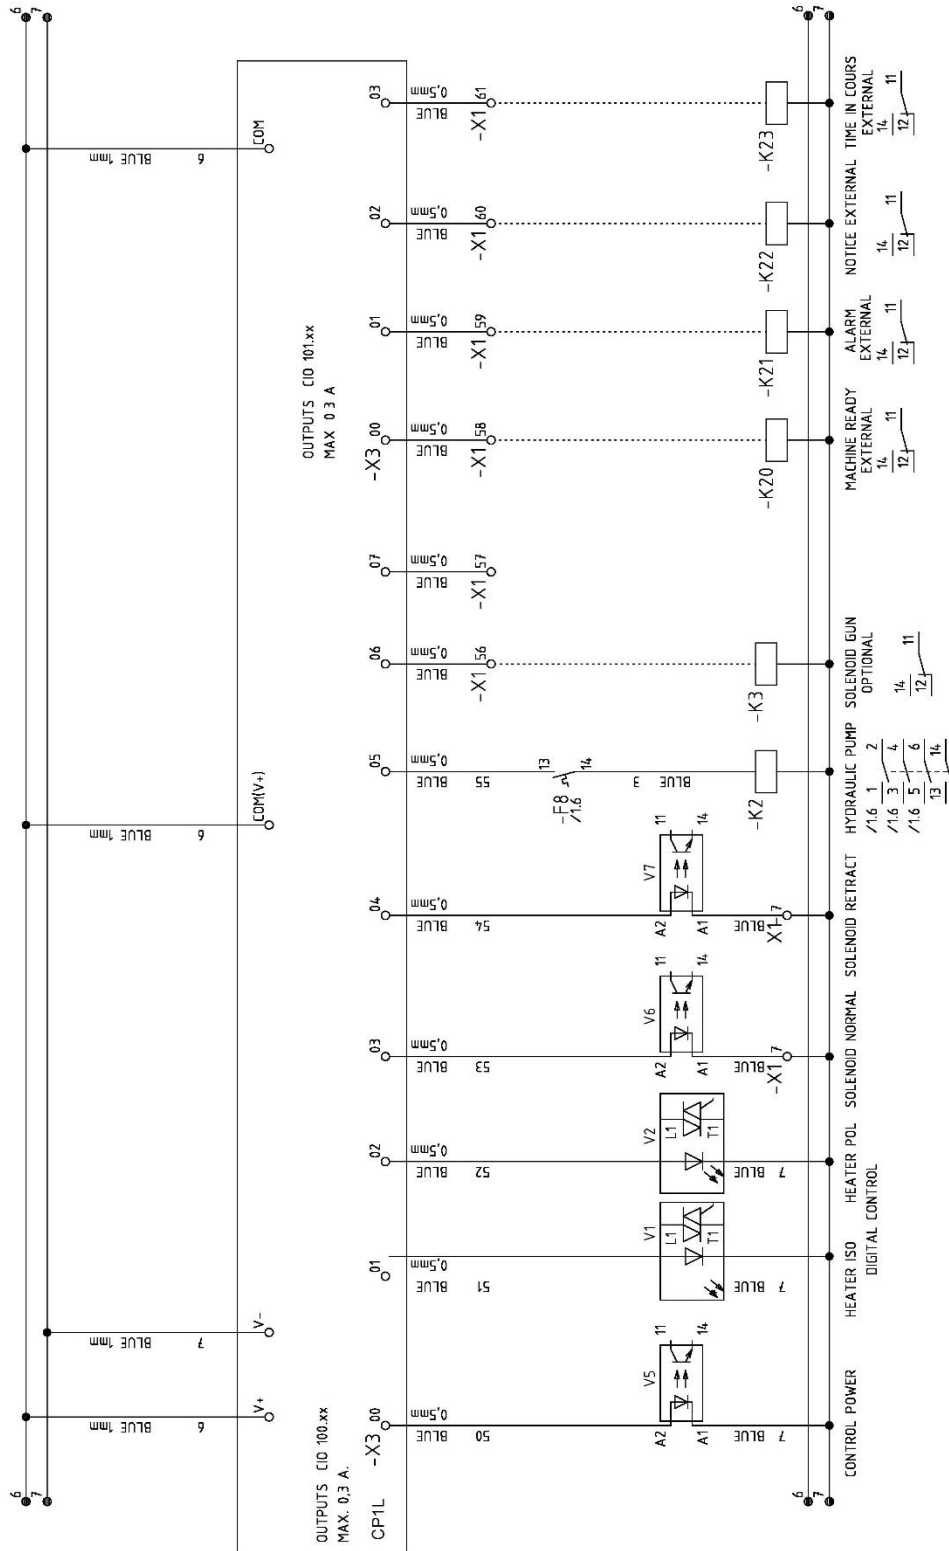 6
7
6
7
BLUE 1mm
6
V+
BLUE 1mm
7
V-
BLUE 1mm
6
COM(V+)
BLUE 1mm
6
COM
OUTPUTS CIO 100.xx
MAX. 0,3 A.
CP1L
OUTPUTS CIO 101.xx
MAX 0 3 A
-X3 00
01
02
03
04
05
06
07
-X3 00
01
02
03
BLUE 0,5mm
50
BLUE 0,5mm
51
BLUE 0,5mm
52
BLUE 0,5mm
53
BLUE 0,5mm
54
BLUE 0,5mm
55
BLUE 0,5mm
-X1 56
BLUE 0,5mm
-X1 57
BLUE 0,5mm
-X1 58
BLUE 0,5mm
-X1 59
BLUE 0,5mm
-X1 60
BLUE 0,5mm
-X1 61
-F8
/1.6
13
14
BLUE
3
V5
A2
A1
11
14
BLUE
7
V1
L1
T1
BLUE
7
V2
L1
T1
BLUE
7
V6
A2
A1
11
14
BLUE
-X1 7
V7
A2
A1
11
14
BLUE
X1- 7
-K2
-K3
-K20
-K21
-K22
-K23
6
7
6
7
CONTROL POWER
HEATER ISO
HEATER POL
DIGITAL CONTROL
SOLENOID NORMAL
SOLENOID RETRACT
HYDRAULIC PUMP
/1.6 1 2
/1.6 3 4
/1.6 5 6
13 14
SOLENOID GUN
OPTIONAL
14
12 11
MACHINE READY
EXTERNAL
14
12 11
ALARM
EXTERNAL
14
12 11
NOTICE EXTERNAL
14
12 11
TIME IN COURS
EXTERNAL
14
12 11